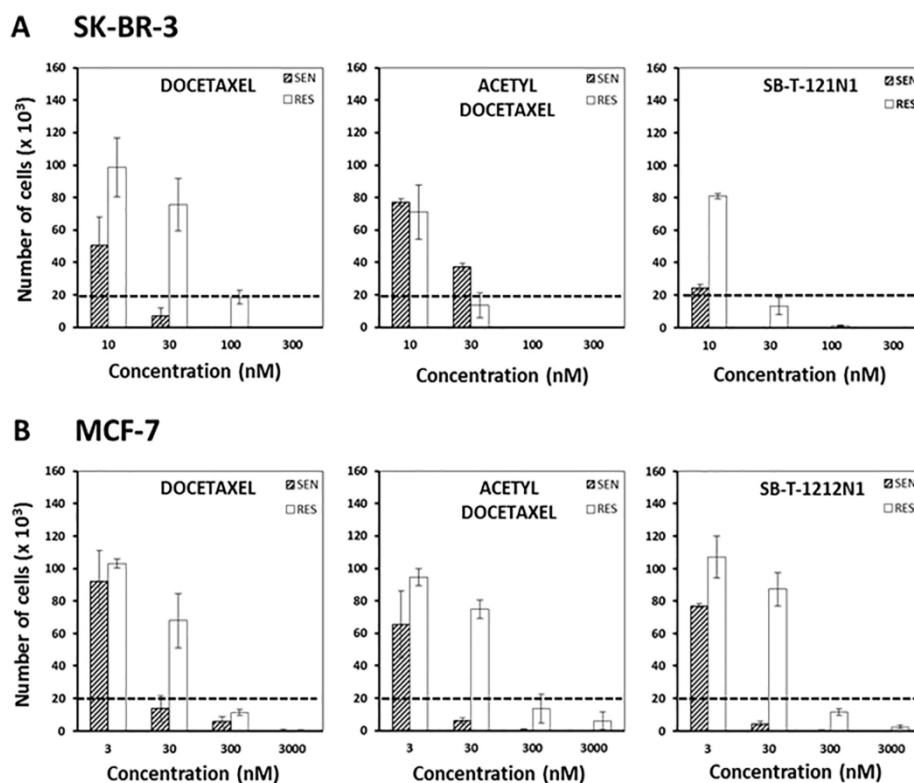 A SK-BR-3
Number of cells (x 10³)
160
140
120
100
80
60
40
20
0
DOCETAXEL
SEN
RES
10 30 100 300
Concentration (nM)
160
140
120
100
80
60
40
20
0
ACETYL
DOCETAXEL
SEN
RES
10 30 100 300
Concentration (nM)
160
140
120
100
80
60
40
20
0
SB-T-121N1
SEN
RES
10 30 100 300
Concentration (nM)
B MCF-7
Number of cells (x 10³)
160
140
120
100
80
60
40
20
0
DOCETAXEL
SEN
RES
3 30 300 3000
Concentration (nM)
160
140
120
100
80
60
40
20
0
ACETYL
DOCETAXEL
SEN
RES
3 30 300 3000
Concentration (nM)
160
140
120
100
80
60
40
20
0
SB-T-1212N1
SEN
RES
3 30 300 3000
Concentration (nM)